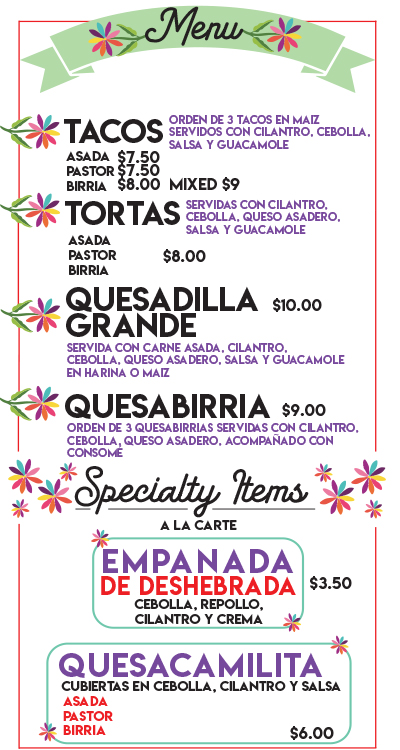 Menu
TACOS
ORDEN DE 3 TACOS EN MAIZ
SERVIDOS CON CILANTRO, CEBOLLA,
SALSA Y GUACAMOLE
ASADA $7.50
PASTOR $7.50
BIRRIA $8.00 MIXED $9
TORTAS
SERVIDAS CON CILANTRO,
CEBOLLA, QUESO ASADERO,
SALSA Y GUACAMOLE
ASADA
PASTOR $8.00
BIRRIA
QUESADILLA $10.00
GRANDE
SERVIDA CON CARNE ASADA, CILANTRO,
CEBOLLA, QUESO ASADERO, SALSA Y GUACAMOLE
EN HARINA O MAIZ
QUESABIRRIA $9.00
ORDEN DE 3 QUESABIRRIAS SERVIDAS CON CILANTRO,
CEBOLLA, QUESO ASADERO, ACOMPAÑADO CON
CONSOMÉ
Specialty Items
A LA CARTE
EMPANADA
DE DESHEBRADA $3.50
CEBOLLA, REPOLLO,
CILANTRO Y CREMA
QUESACAMILITA
CUBIERTAS EN CEBOLLA, CILANTRO Y SALSA
ASADA
PASTOR
BIRRIA $6.00